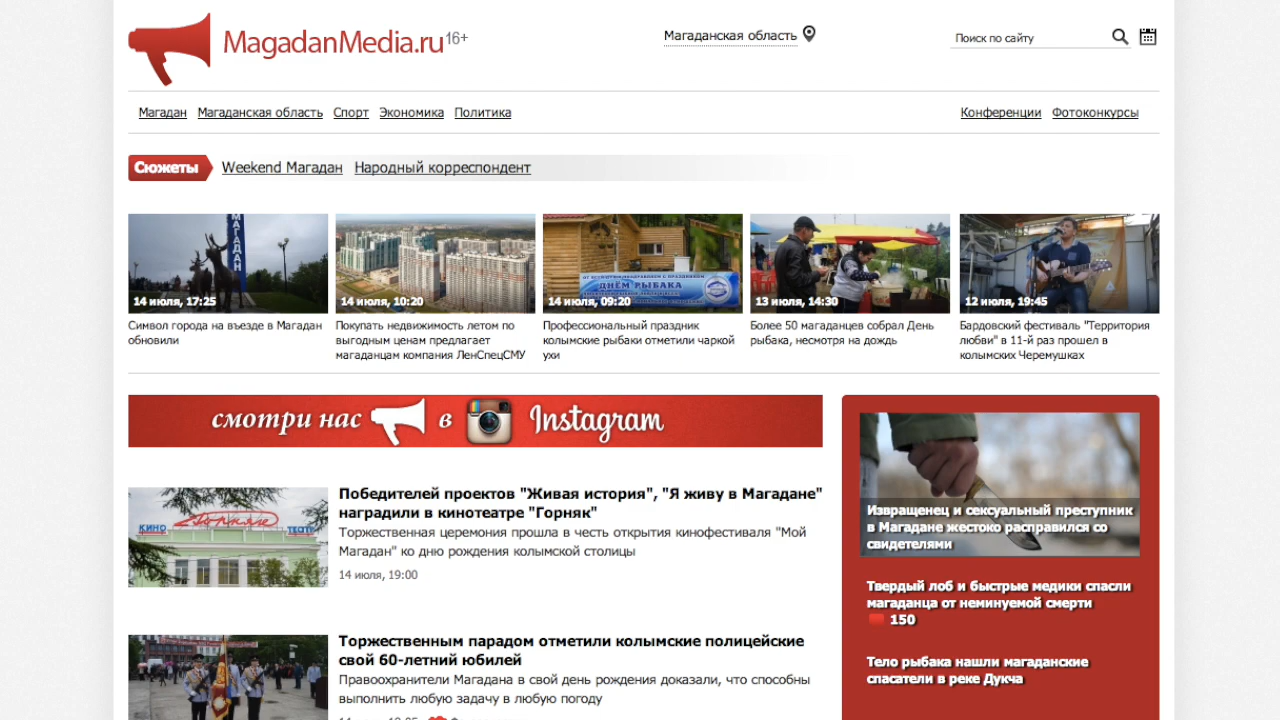 MagadanMedia.ru 16+
Магаданская область
Поиск по сайту
Магадан Магаданская область Спорт Экономика Политика
Конференции Фотоконкурсы
Сюжеты Weekend Магадан Народный корреспондент
МАГАДАН
14 июля, 17:25
Символ города на въезде в Магадан
обновили
14 июля, 10:20
Покупать недвижимость летом по
выгодным ценам предлагает
магаданцам компания ЛенСпецСМУ
ДНЁМ РЫБАКА
14 июля, 09:20
Профессиональный праздник
колымские рыбаки отметили чаркой
ухи
13 июля, 14:30
Более 50 магаданцев собрал День
рыбака, несмотря на дождь
12 июля, 19:45
Бардовский фестиваль "Территория
любви" в 11-й раз прошел в
колымских Черемушках
смотри нас в Instagram
КИНО Горняк ТЕАТР
Победителей проектов "Живая история", "Я живу в Магадане"
наградили в кинотеатре "Горняк"
Торжественная церемония прошла в честь открытия кинофестиваля "Мой
Магадан" ко дню рождения колымской столицы
14 июля, 19:00
Торжественным парадом отметили колымские полицейские
свой 60-летний юбилей
Правоохранители Магадана в свой день рождения доказали, что способны
выполнить любую задачу в любую погоду
Извращенец и сексуальный преступник
в Магадане жестоко расправился со
свидетелями
Твердый лоб и быстрые медики спасли
магаданца от неминуемой смерти
150
Тело рыбака нашли магаданские
спасатели в реке Дукча